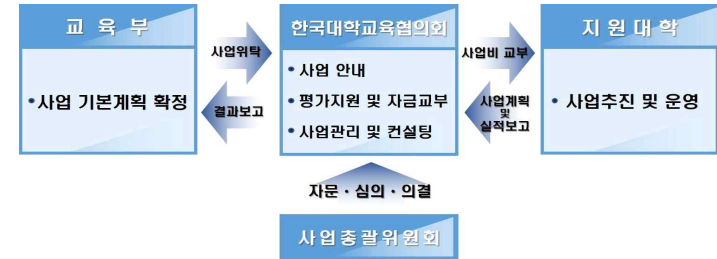 교 육 부
• 사업 기본계획 확정
사업위탁
결과보고
한국대학교육협의회
• 사업 안내
• 평가지원 및 자금교부
• 사업관리 및 컨설팅
사업비 교부
사업계획
및
실적보고
지 원 대 학
• 사업추진 및 운영
자문 · 심의 · 의결
사 업 총 괄 위 원 회